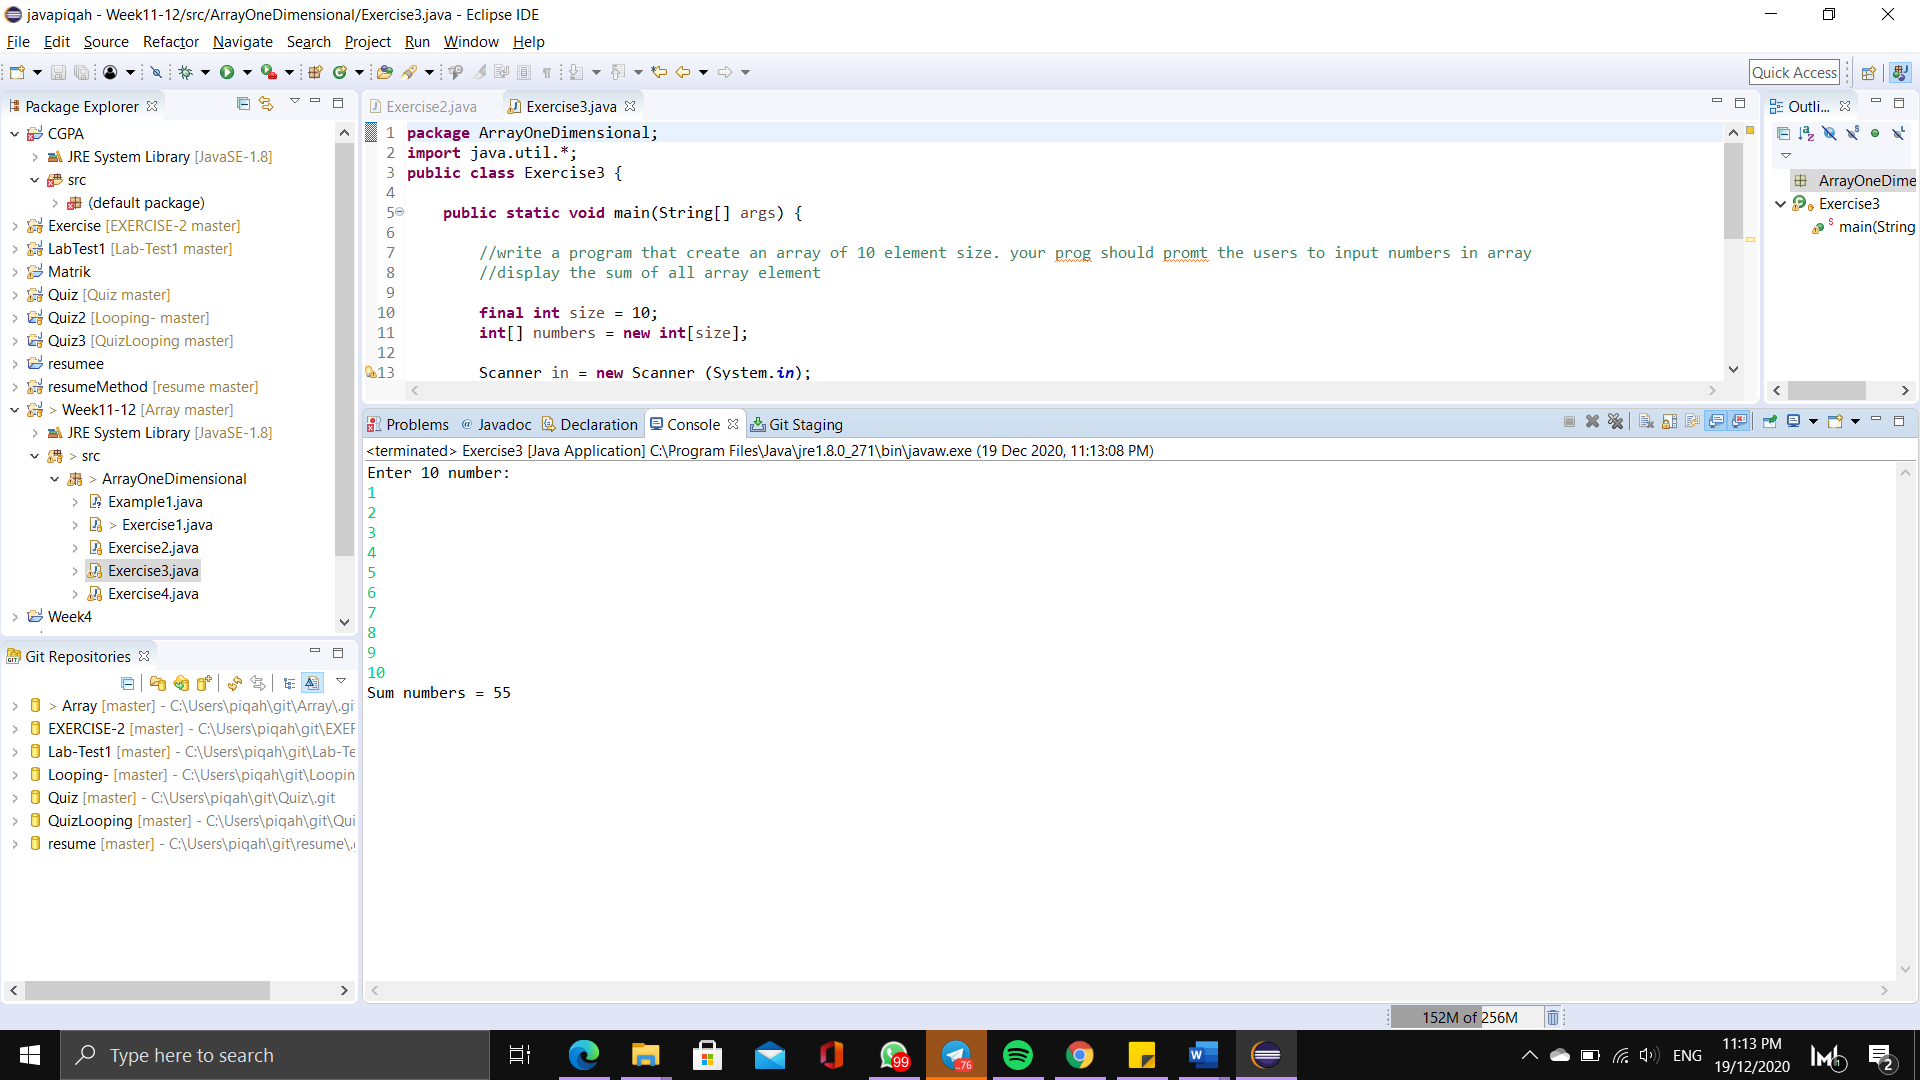 javapiqah - Week11-12/src/ArrayOneDimensional/Exercise3.java - Eclipse IDE
File Edit Source Refactor Navigate Search Project Run Window Help
Quick Access
Package Explorer
CGPA
JRE System Library [JavaSE-1.8]
src
(default package)
Exercise [EXERCISE-2 master]
LabTest1 [Lab-Test1 master]
Matrik
Quiz [Quiz master]
Quiz2 [Looping- master]
Quiz3 [QuizLooping master]
resumee
resumeMethod [resume master]
> Week11-12 [Array master]
JRE System Library [JavaSE-1.8]
> src
> ArrayOneDimensional
Example1.java
> Exercise1.java
Exercise2.java
Exercise3.java
Exercise4.java
Week4
Git Repositories
> Array [master] - C:\Users\piqah\git\Array\.gi
EXERCISE-2 [master] - C:\Users\piqah\git\EXEF
Lab-Test1 [master] - C:\Users\piqah\git\Lab-Te
Looping- [master] - C:\Users\piqah\git\Loopin
Quiz [master] - C:\Users\piqah\git\Quiz\.git
QuizLooping [master] - C:\Users\piqah\git\Qui
resume [master] - C:\Users\piqah\git\resume\.
Exercise2.java Exercise3.java
1 package ArrayOneDimensional;
2 import java.util.*;
3 public class Exercise3 {
4
5 public static void main(String[] args) {
6
7 //write a program that create an array of 10 element size. your prog should promt the users to input numbers in array
8 //display the sum of all array element
9
10 final int size = 10;
11 int[] numbers = new int[size];
12
13 Scanner in = new Scanner (System.in);
Outli...
ArrayOneDime
Exercise3
main(String
Problems @ Javadoc Declaration Console Git Staging
<terminated> Exercise3 [Java Application] C:\Program Files\Java\jre1.8.0_271\bin\javaw.exe (19 Dec 2020, 11:13:08 PM)
Enter 10 number:
1
2
3
4
5
6
7
8
9
10
Sum numbers = 55
152M of 256M
Type here to search
99
..76
ENG
11:13 PM
19/12/2020
2